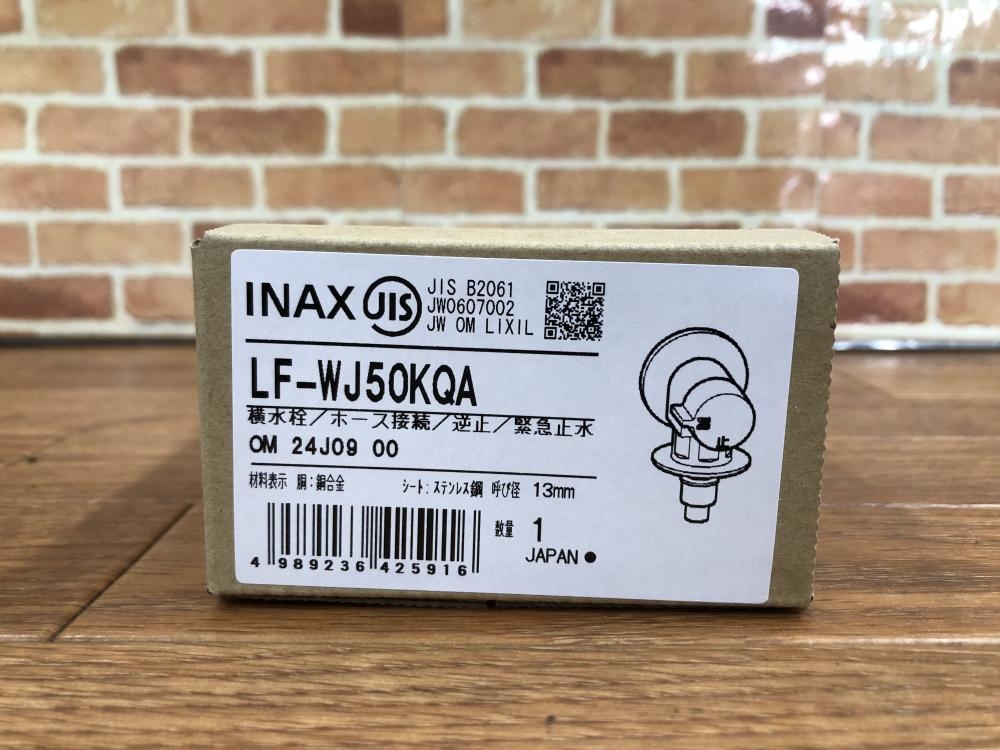 INAX JIS
JIS B2061
JW0607002
JW OM LIXIL
LF-WJ50KQA
横水栓/ホース接続/逆止/緊急止水
OM 24J09 00
材料表示 胴:銅合金 シート:ステンレス鋼 呼び径 13mm
数量 1
JAPAN ●
4 989236 425916
止